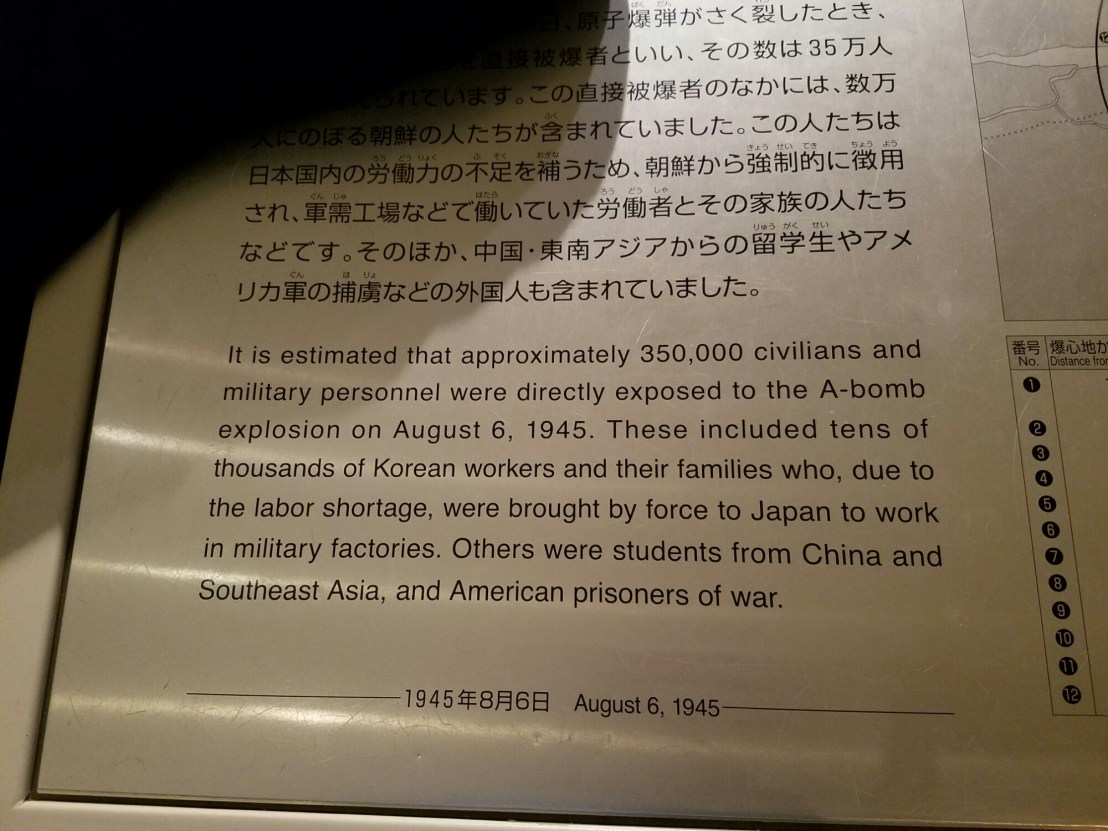 原子爆弾がさく裂したとき、
直接被爆者といい、その数は35万人
られています。この直接被爆者のなかには、数万
人にのぼる朝鮮の人たちが含まれていました。この人たちは
日本国内の労働力の不足を補うため、朝鮮から強制的に徴用
され、軍需工場などで働いていた労働者とその家族の人たち
などです。そのほか、中国・東南アジアからの留学生やアメ
リカ軍の捕虜などの外国人も含まれていました。
It is estimated that approximately 350,000 civilians and
military personnel were directly exposed to the A-bomb
explosion on August 6, 1945. These included tens of
thousands of Korean workers and their families who, due to
the labor shortage, were brought by force to Japan to work
in military factories. Others were students from China and
Southeast Asia, and American prisoners of war.
1945年8月6日 August 6, 1945
番号 爆心地か
No. Distance from
❶
❷
❸
❹
❺
❻
❼
❽
❾
❿
⓫
⓬